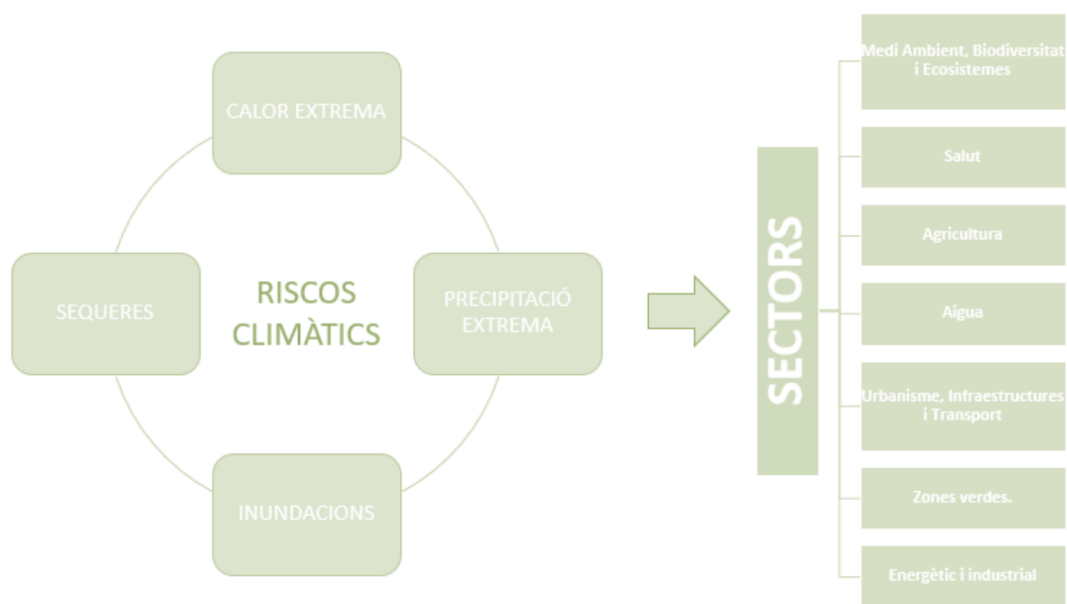 CALOR EXTREMA
SEQUERES
RISCOS
CLIMÀTICS
PRECIPITACIÓ
EXTREMA
INUNDACIONS
SECTORS
Medi Ambient, Biodiversitat
i Ecosistemes
Salut
Agricultura
Aigua
Urbanisme, Infraestructures
i Transport
Zones verdes.
Energètic i industrial